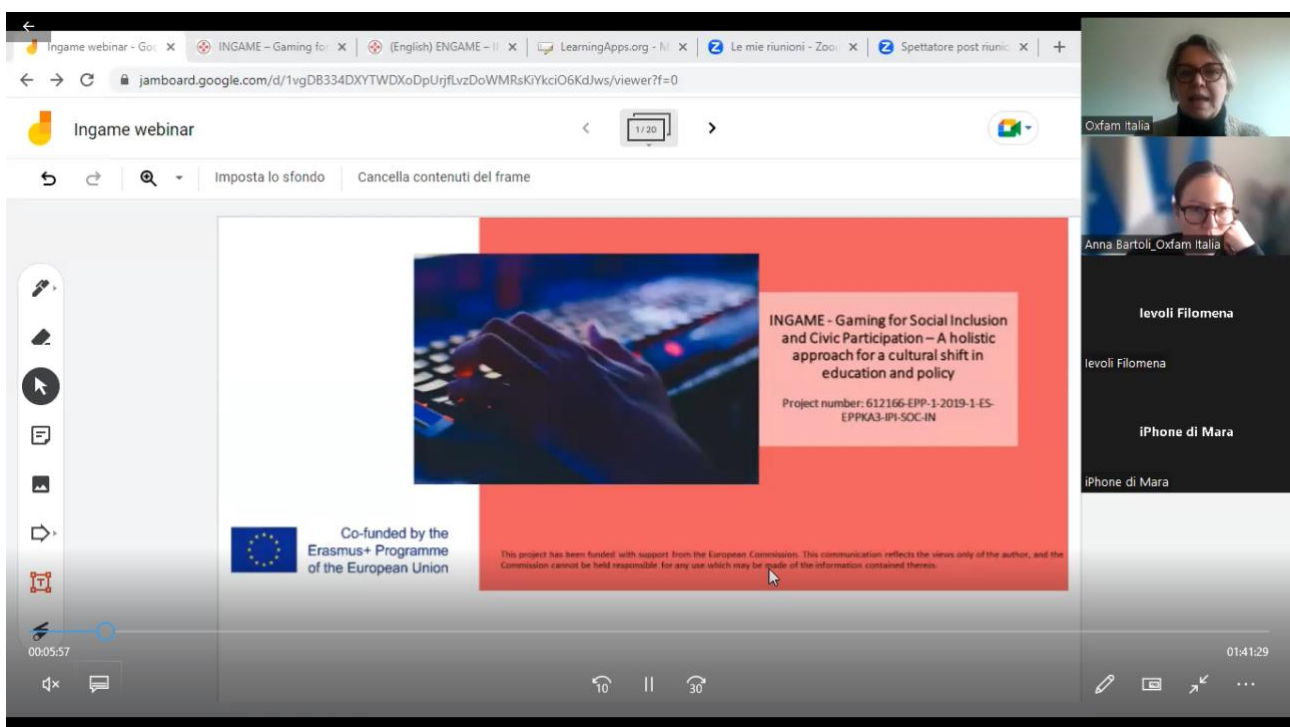 Ingame webinar - Go
INGAME – Gaming for
(English) ENGAME – I
LearningApps.org - M
Le mie riunioni - Zoo
Spettatore post riunio
jamboard.google.com/d/1vgDB334DXYTWDXoDpUrjfLvzDoWMRsKiYkciO6KdJws/viewer?f=0
Ingame webinar
1/20
Imposta lo sfondo
Cancella contenuti del frame
INGAME - Gaming for Social Inclusion
and Civic Participation – A holistic
approach for a cultural shift in
education and policy
Project number: 612166-EPP-1-2019-1-ES-
EPPKA3-IPI-SOC-IN
Co-funded by the
Erasmus+ Programme
of the European Union
This project has been funded with support from the European Commission. This communication reflects the views only of the author, and the
Commission cannot be held responsible for any use which may be made of the information contained therein.
Oxfam Italia
Anna Bartoli_Oxfam Italia
Ievoli Filomena
Ievoli Filomena
iPhone di Mara
iPhone di Mara
00:05:57
01:41:29
10
30